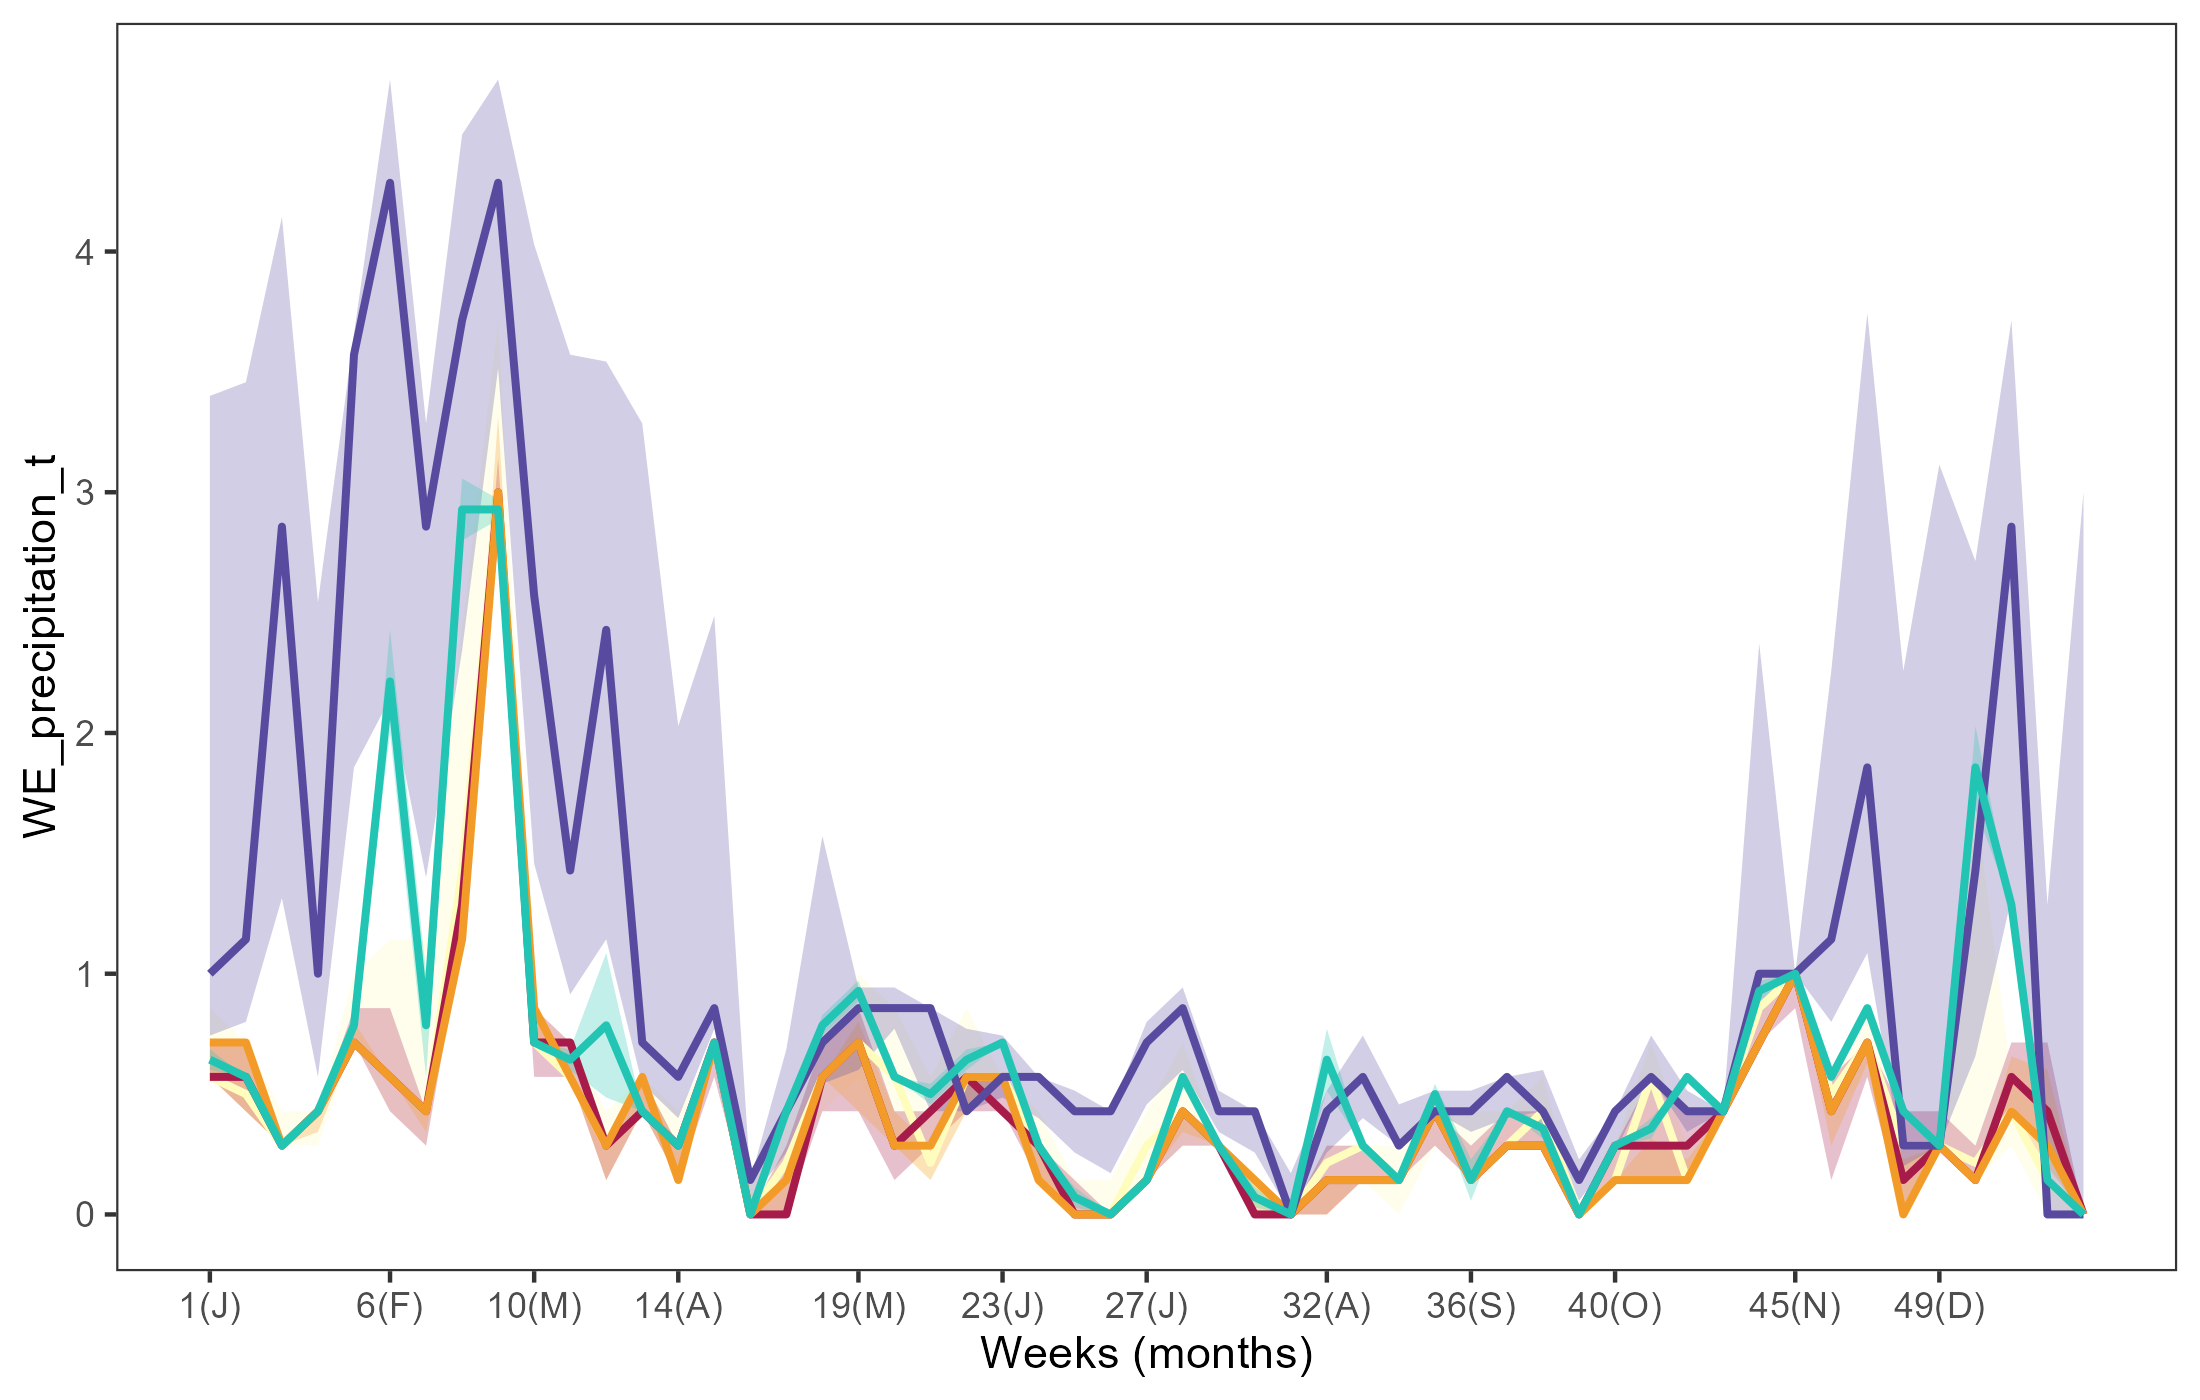 WE_precipitation_t
4
3
2
1
0
1(J) 6(F) 10(M) 14(A) 19(M) 23(J) 27(J) 32(A) 36(S) 40(O) 45(N) 49(D)
Weeks (months)